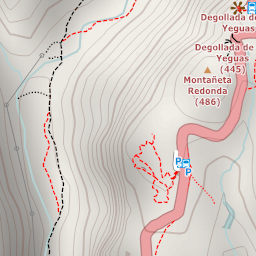 Degollada de
Yeguas
Degollada de
Yeguas
(445)
Montañeta
Redonda
(486)
P
P